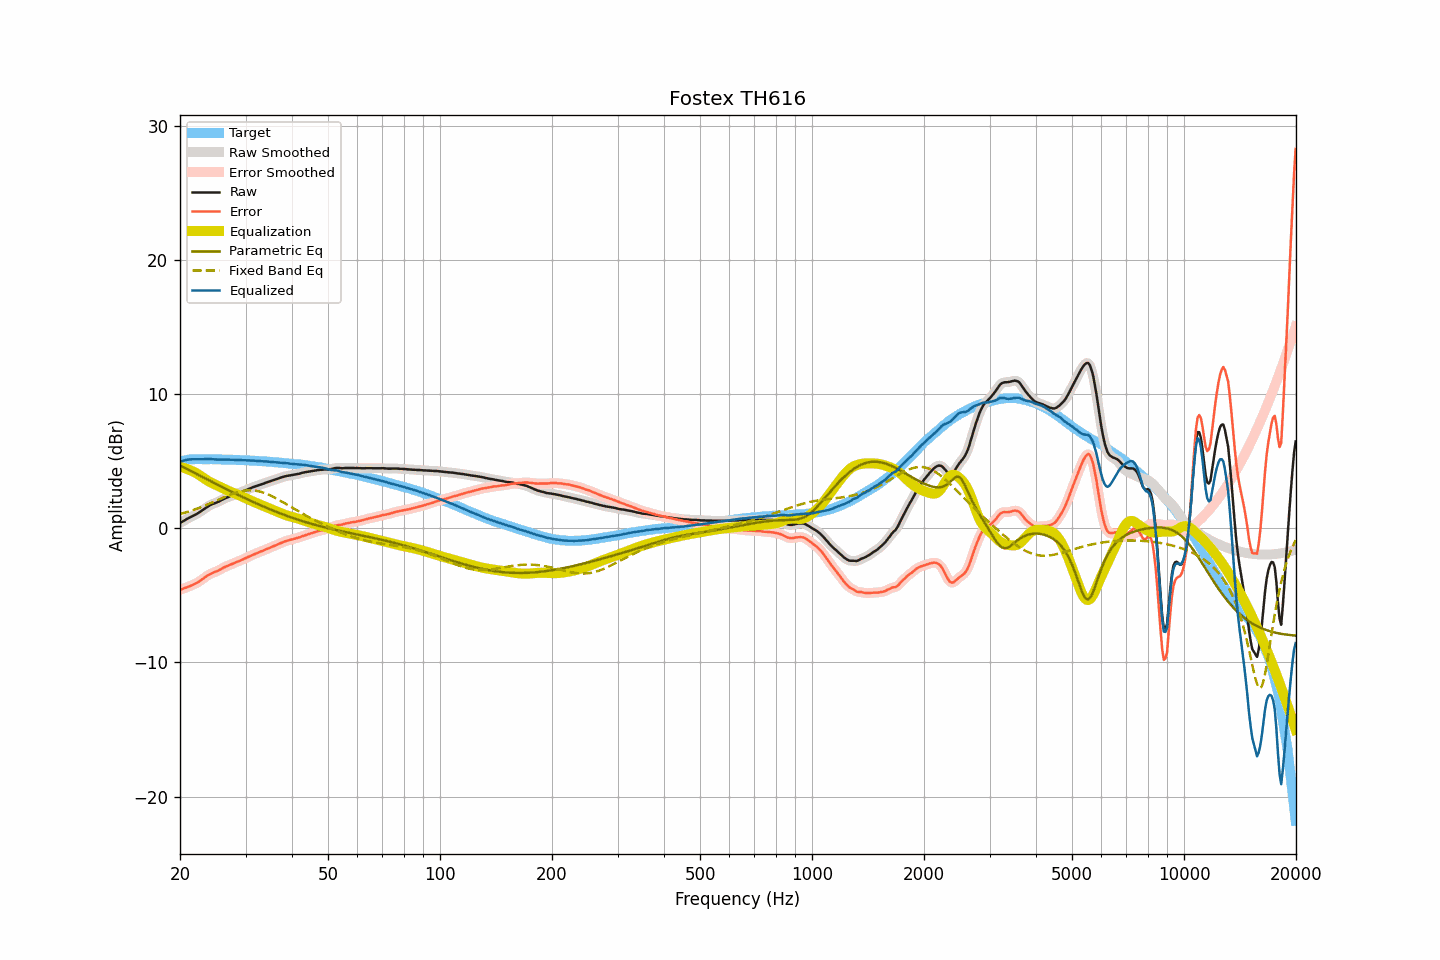 Fostex TH616
30
20
10
0
−10
−20
Amplitude (dBr)
Target
Raw Smoothed
Error Smoothed
Raw
Error
Equalization
Parametric Eq
Fixed Band Eq
Equalized
20 50 100 200 500 1000 2000 5000 10000 20000
Frequency (Hz)